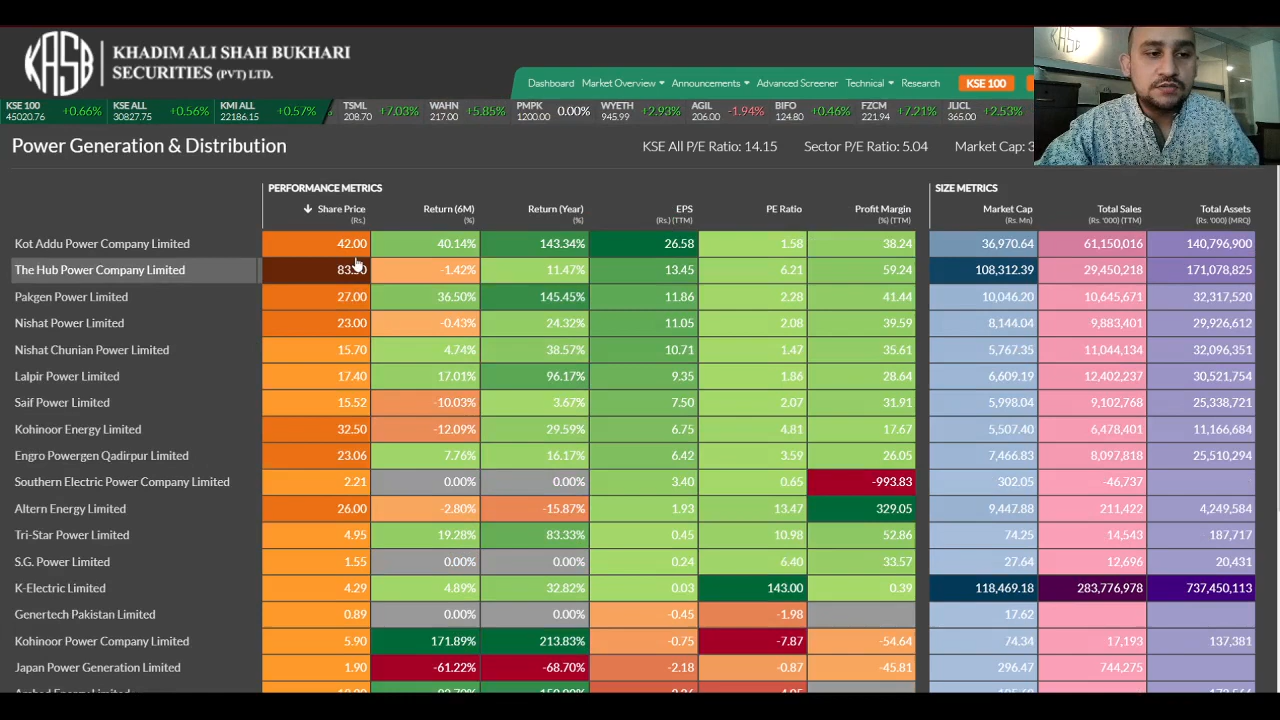 KASB
KHADIM ALI SHAH BUKHARI
SECURITIES (PVT) LTD.
KASB
Dashboard Market Overview Announcements Advanced Screener Technical Research KSE 100
KSE 100 45020.76 +0.66% KSE ALL 30827.75 +0.56% KMI ALL 22186.15 +0.57% TSML 208.70 +7.03% WAHN 217.00 +5.85% PMPK 1200.00 0.00% WYETH 945.99 +2.93% AGIL 206.00 -1.94% BIFO 124.80 +0.46% FZCM 221.94 +7.21% JLICL 365.00 +2.53%
Power Generation & Distribution KSE All P/E Ratio: 14.15 Sector P/E Ratio: 5.04 Market Cap: 3
PERFORMANCE METRICS SIZE METRICS
Share Price Return (6M) Return (Year) EPS PE Ratio Profit Margin Market Cap Total Sales Total Assets
(Rs.) (%) (%) (Rs.) (TTM) (%) (TTM) (Rs. Mn) (Rs. '000) (TTM) (Rs. '000) (MRQ)
Kot Addu Power Company Limited 42.00 40.14% 143.34% 26.58 1.58 38.24 36,970.64 61,150,016 140,796,900
The Hub Power Company Limited -1.42% 11.47% 13.45 6.21 59.24 108,312.39 29,450,218 171,078,825
Pakgen Power Limited 27.00 36.50% 145.45% 11.86 2.28 41.44 10,046.20 10,645,671 32,317,520
Nishat Power Limited 23.00 -0.43% 24.32% 11.05 2.08 39.59 8,144.04 9,883,401 29,926,612
Nishat Chunian Power Limited 15.70 4.74% 38.57% 10.71 1.47 35.61 5,767.35 11,044,134 32,096,351
Lalpir Power Limited 17.40 17.01% 96.17% 9.35 1.86 28.64 6,609.19 12,402,237 30,521,754
Saif Power Limited 15.52 -10.03% 3.67% 7.50 2.07 31.91 5,998.04 9,102,768 25,338,721
Kohinoor Energy Limited 32.50 -12.09% 29.59% 6.75 4.81 17.67 5,507.40 6,478,401 11,166,684
Engro Powergen Qadirpur Limited 23.06 7.76% 16.17% 6.42 3.59 26.05 7,466.83 8,097,818 25,510,294
Southern Electric Power Company Limited 2.21 0.00% 0.00% 3.40 0.65 -993.83 302.05 -46,737
Altern Energy Limited 26.00 -2.80% -15.87% 1.93 13.47 329.05 9,447.88 211,422 4,249,584
Tri-Star Power Limited 4.95 19.28% 83.33% 0.45 10.98 52.86 74.25 14,543 187,717
S.G. Power Limited 1.55 0.00% 0.00% 0.24 6.40 33.57 27.64 12,696 20,431
K-Electric Limited 4.29 4.89% 32.82% 0.03 143.00 0.39 118,469.18 283,776,978 737,450,113
Genertech Pakistan Limited 0.89 0.00% 0.00% -0.45 -1.98 17.62
Kohinoor Power Company Limited 5.90 171.89% 213.83% -0.75 -7.87 -54.64 74.34 17,193 137,381
Japan Power Generation Limited 1.90 -61.22% -68.70% -2.18 -0.87 -45.81 296.47 744,275